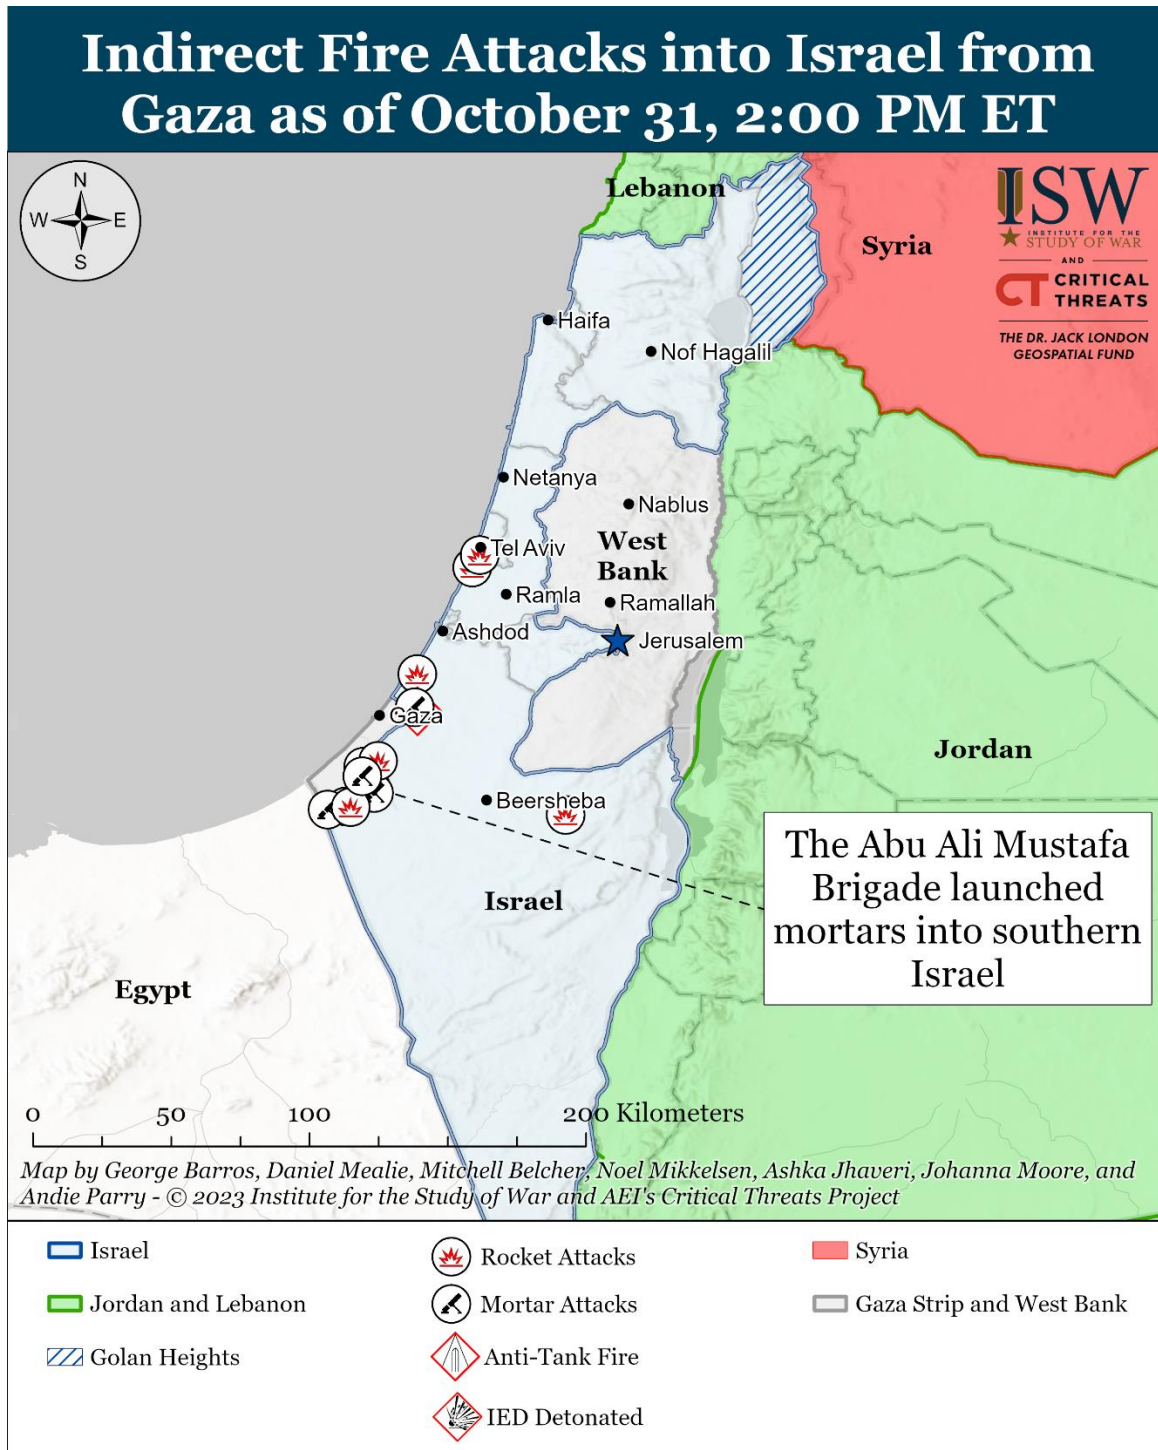 Indirect Fire Attacks into Israel from
Gaza as of October 31, 2:00 PM ET
N
W
E
S
Lebanon
Syria
ISW
INSTITUTE FOR THE
STUDY OF WAR
AND
CT CRITICAL
THREATS
THE DR. JACK LONDON
GEOSPATIAL FUND
Haifa
Nof Hagalil
Netanya
Nablus
West
Bank
Tel Aviv
Ramla
Ramallah
Ashdod
Jerusalem
Gaza
Jordan
Beersheba
The Abu Ali Mustafa
Brigade launched
mortars into southern
Israel
Israel
Egypt
0 50 100 200 Kilometers
Map by George Barros, Daniel Mealie, Mitchell Belcher, Noel Mikkelsen, Ashka Jhaveri, Johanna Moore, and
Andie Parry - © 2023 Institute for the Study of War and AEI's Critical Threats Project
Israel
Jordan and Lebanon
Golan Heights
Rocket Attacks
Mortar Attacks
Anti-Tank Fire
IED Detonated
Syria
Gaza Strip and West Bank